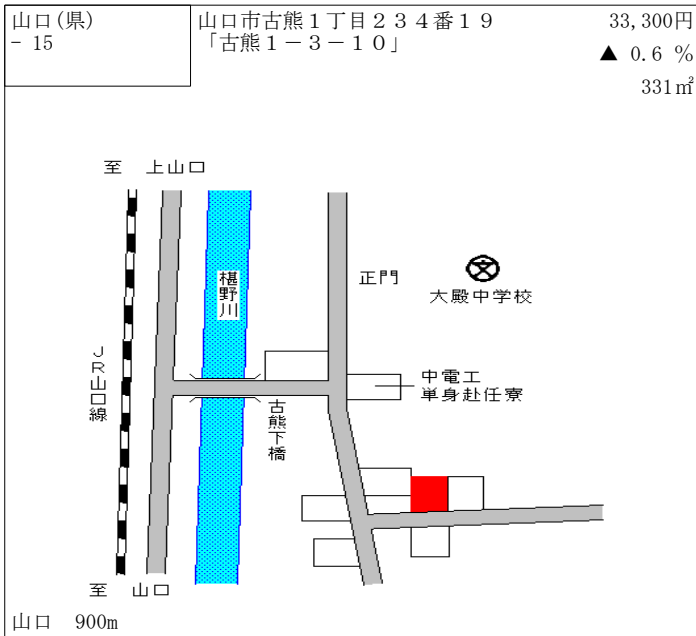 山口(県)
- 15
山口市古熊１丁目２３４番１９
「古熊１－３－１０」
33,300円
▲ 0.6 %
331㎡
至 上山口
椹野川
正門
大殿中学校
JR山口線
中電工
単身赴任寮
古熊下橋
至 山口
山口 900m